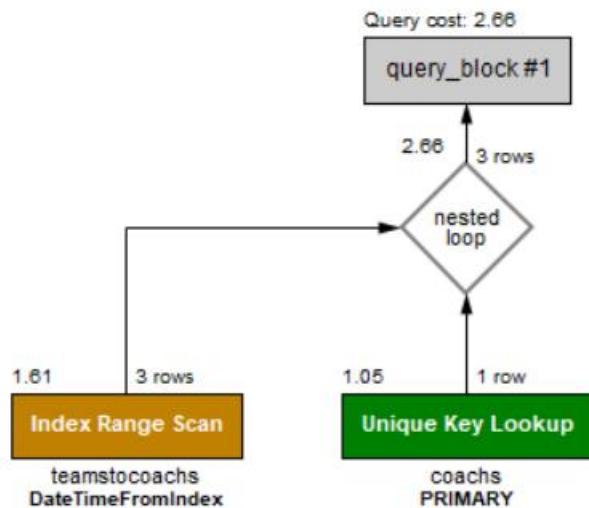 Query cost: 2.66
query_block #1
2.66
3 rows
nested
loop
1.61
3 rows
Index Range Scan
teamstocoachs
DateTimeFromIndex
1.05
1 row
Unique Key Lookup
coachs
PRIMARY